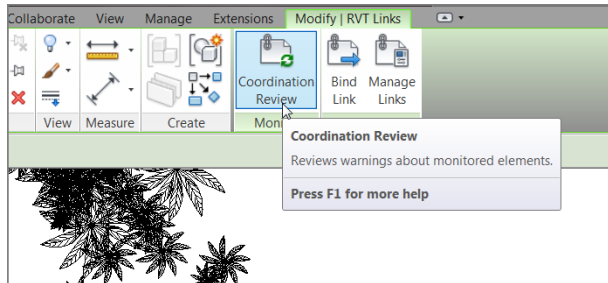 Collaborate View Manage Extensions Modify | RVT Links
Coordination Review
Bind Link
Manage Links
View Measure Create Moni
Coordination Review
Reviews warnings about monitored elements.
Press F1 for more help